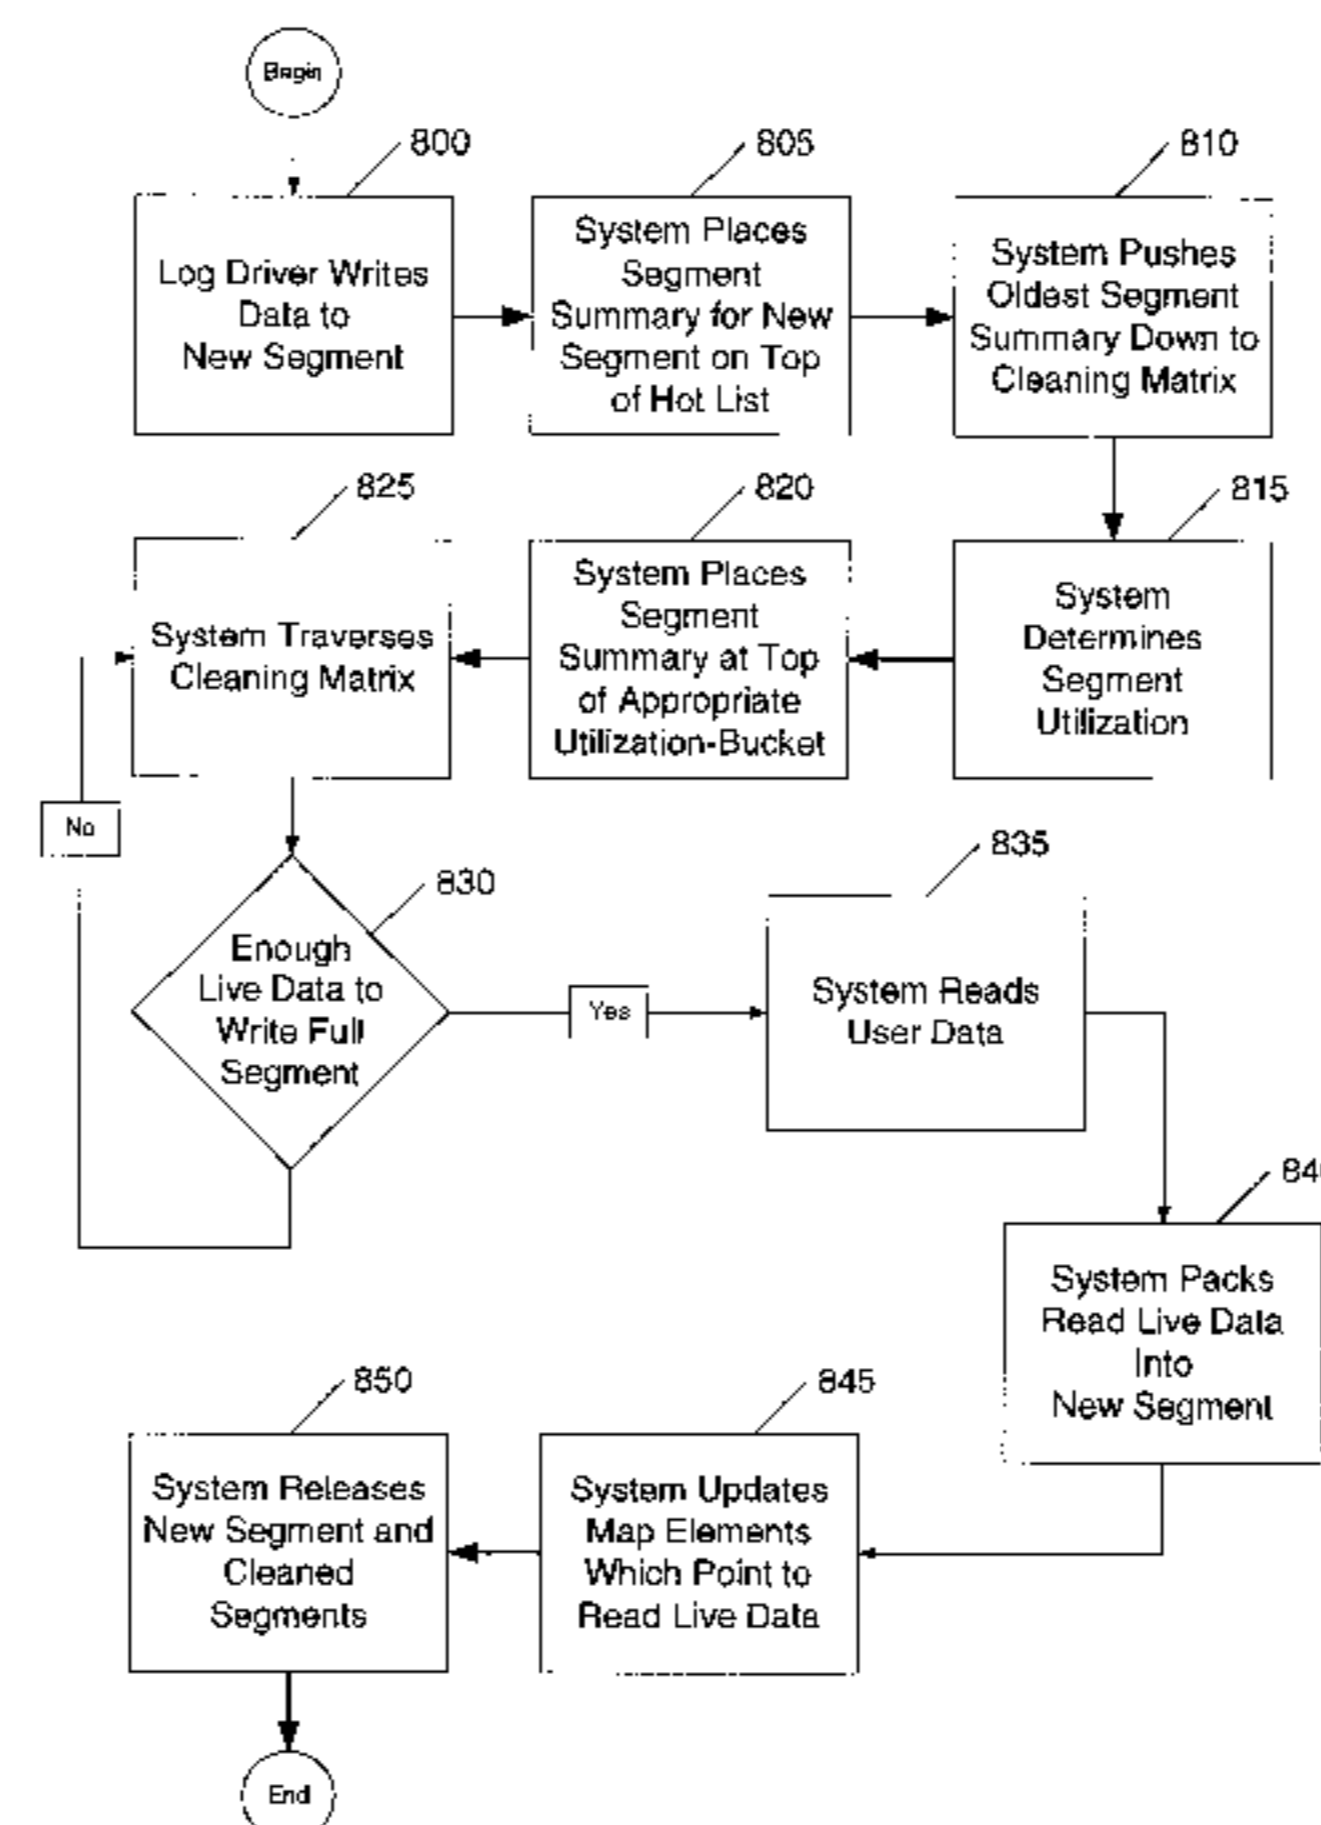 Begin
800
805
810
Log Driver Writes
Data to
New Segment
System Places
Segment
Summary for New
Segment on Top
of Hot List
System Pushes
Oldest Segment
Summary Down to
Cleaning Matrix
825
820
815
System Traverses
Cleaning Matrix
System Places
Segment
Summary at Top
of Appropriate
Utilization-Bucket
System
Determines
Segment
Utilization
No
830
835
Enough
Live Data to
Write Full
Segment
Yes
System Reads
User Data
System Packs
Read Live Data
Into
New Segment
850
845
System Releases
New Segment and
Cleaned
Segments
System Updates
Map Elements
Which Point to
Read Live Data
End